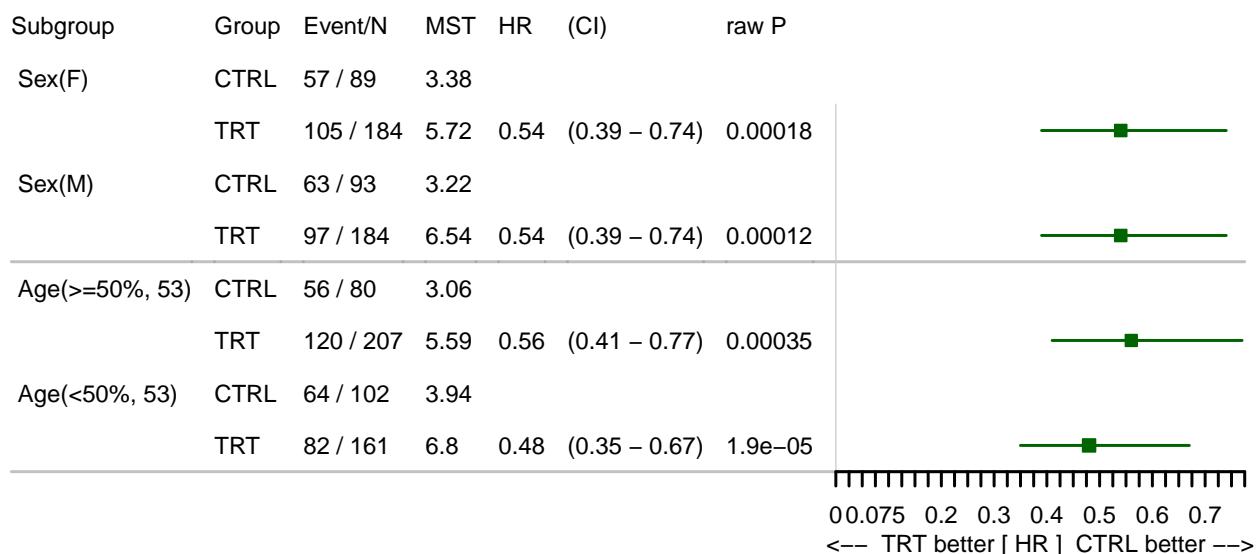 Subgroup Group Event/N MST HR (CI) raw P
Sex(F) CTRL 57 / 89 3.38
TRT 105 / 184 5.72 0.54 (0.39 − 0.74) 0.00018
Sex(M) CTRL 63 / 93 3.22
TRT 97 / 184 6.54 0.54 (0.39 − 0.74) 0.00012
Age(>=50%, 53) CTRL 56 / 80 3.06
TRT 120 / 207 5.59 0.56 (0.41 − 0.77) 0.00035
Age(<50%, 53) CTRL 64 / 102 3.94
TRT 82 / 161 6.8 0.48 (0.35 − 0.67) 1.9e−05
0 0.075 0.2 0.3 0.4 0.5 0.6 0.7
<−− TRT better [ HR ] CTRL better −−>